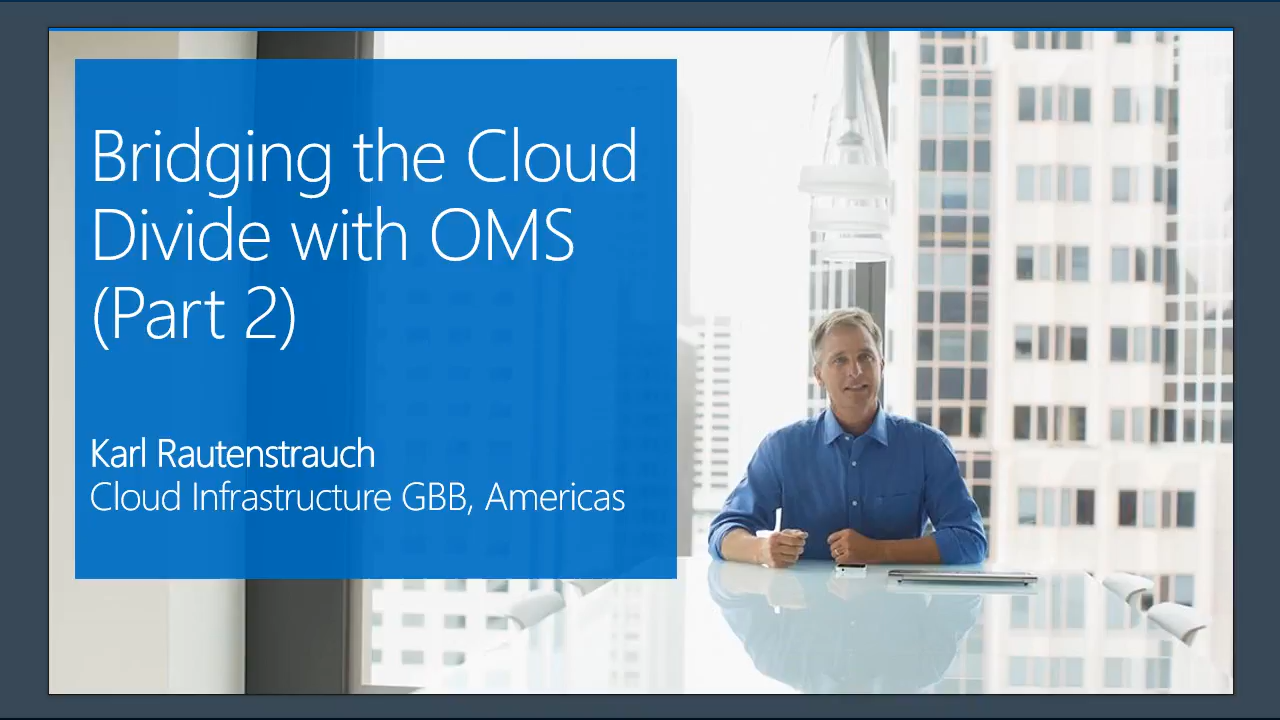 Bridging the Cloud
Divide with OMS
(Part 2)
Karl Rautenstrauch
Cloud Infrastructure GBB, Americas